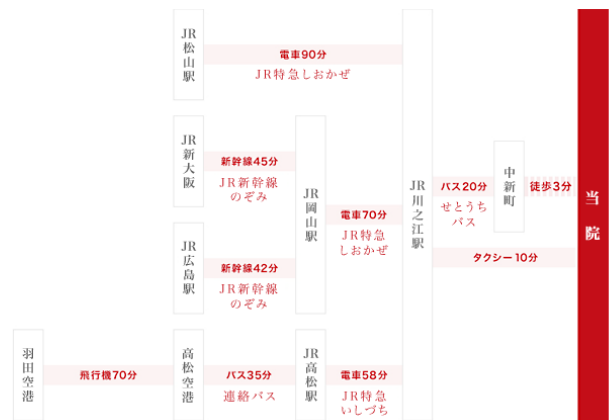 JR松山駅
電車90分
JR特急しおかぜ
JR新大阪
新幹線45分
JR新幹線
のぞみ
JR広島駅
新幹線42分
JR新幹線
のぞみ
JR岡山駅
電車70分
JR特急
しおかぜ
羽田空港
飛行機70分
高松空港
バス35分
連絡バス
JR高松駅
電車58分
JR特急
いしづち
JR川之江駅
バス20分
せとうち
バス
中新町
徒歩3分
タクシー10分
当院